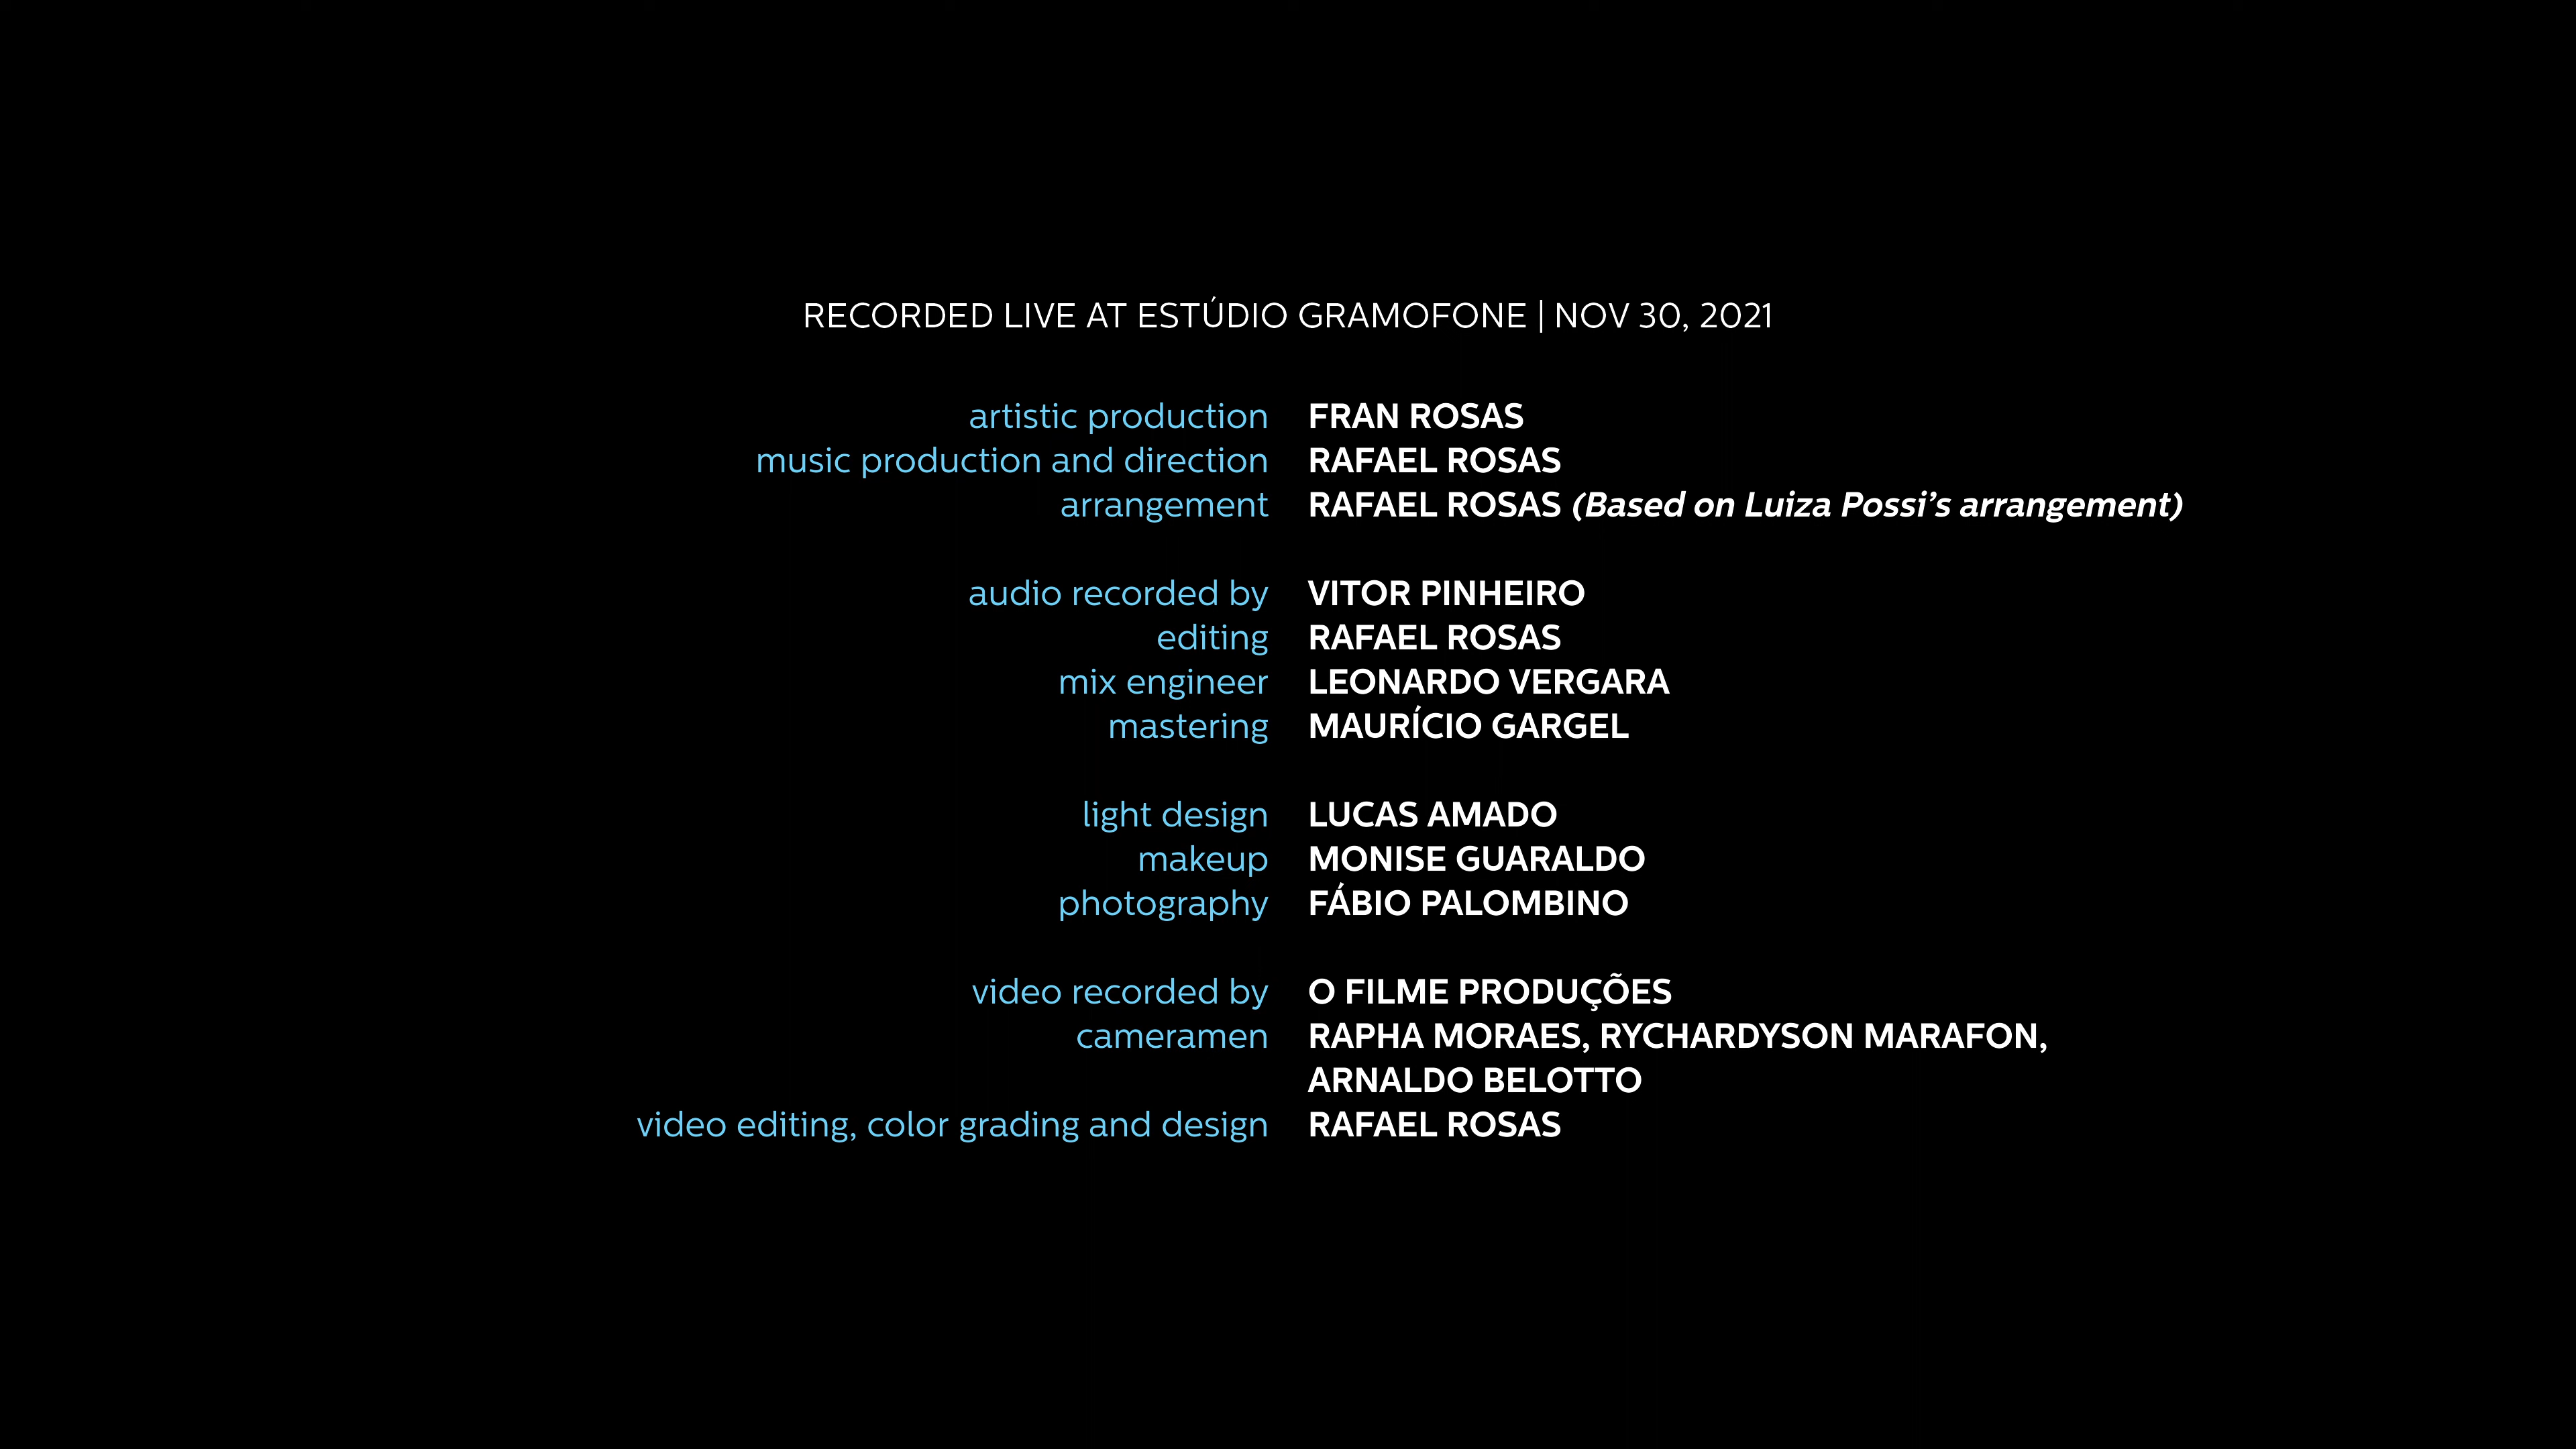 RECORDED LIVE AT ESTÚDIO GRAMOFONE | NOV 30, 2021
artistic production FRAN ROSAS
music production and direction RAFAEL ROSAS
arrangement RAFAEL ROSAS (Based on Luiza Possi’s arrangement)
audio recorded by VITOR PINHEIRO
editing RAFAEL ROSAS
mix engineer LEONARDO VERGARA
mastering MAURÍCIO GARGEL
light design LUCAS AMADO
makeup MONISE GUARALDO
photography FÁBIO PALOMBINO
video recorded by O FILME PRODUÇÕES
cameramen RAPHA MORAES, RYCHARDYSON MARAFON,
ARNALDO BELOTTO
video editing, color grading and design RAFAEL ROSAS